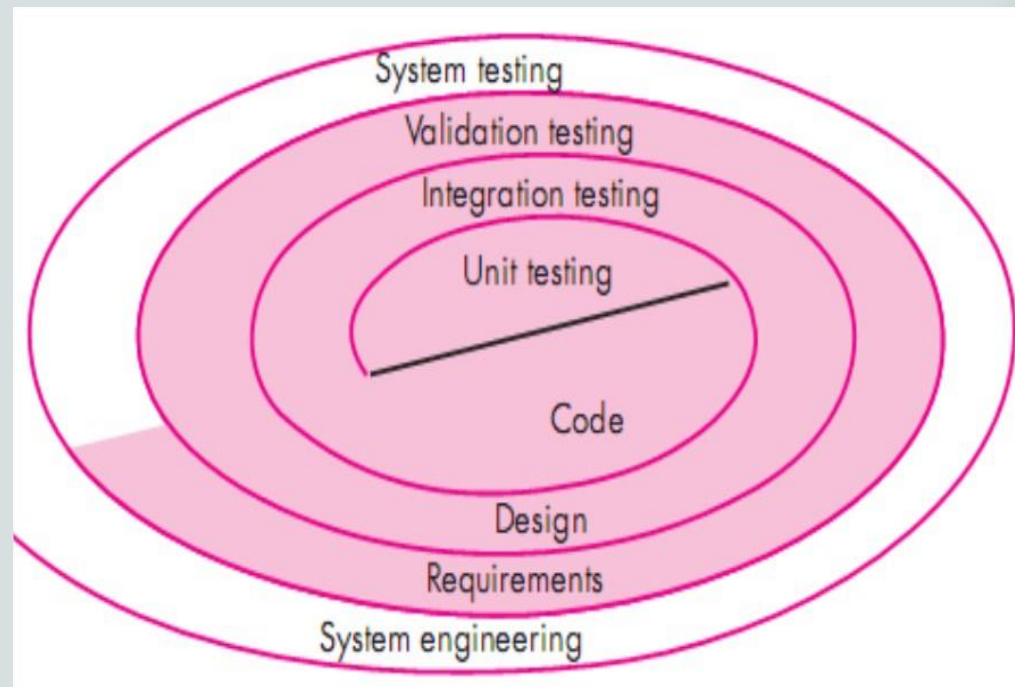 System testing
Validation testing
Integration testing
Unit testing
Code
Design
Requirements
System engineering